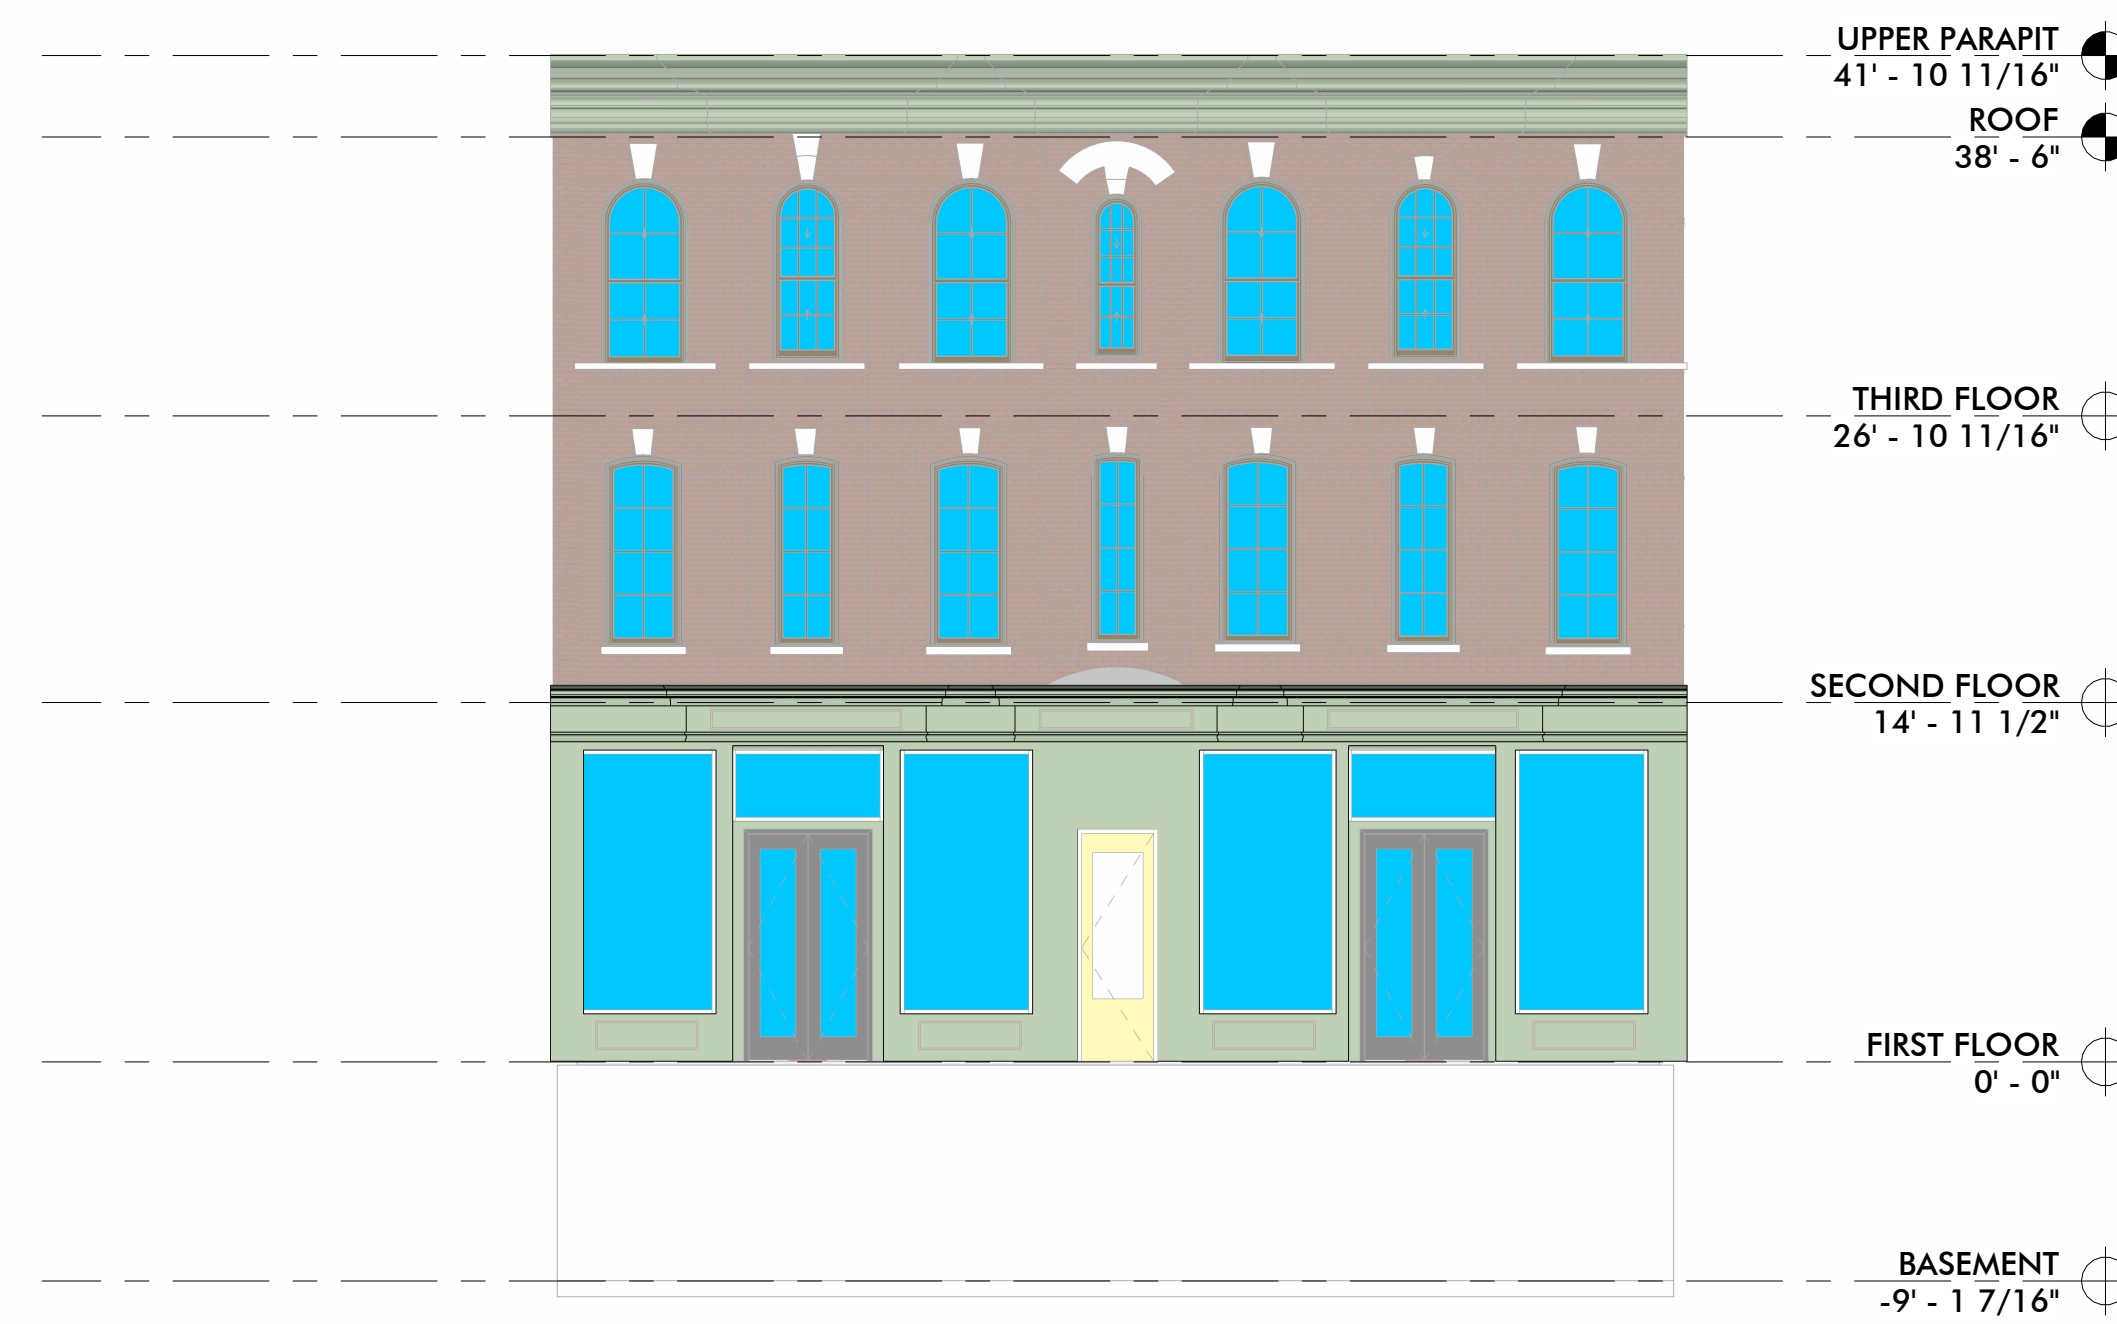 UPPER PARAPIT
41' - 10 11/16"
ROOF
38' - 6"
THIRD FLOOR
26' - 10 11/16"
SECOND FLOOR
14' - 11 1/2"
FIRST FLOOR
0' - 0"
BASEMENT
-9' - 1 7/16"